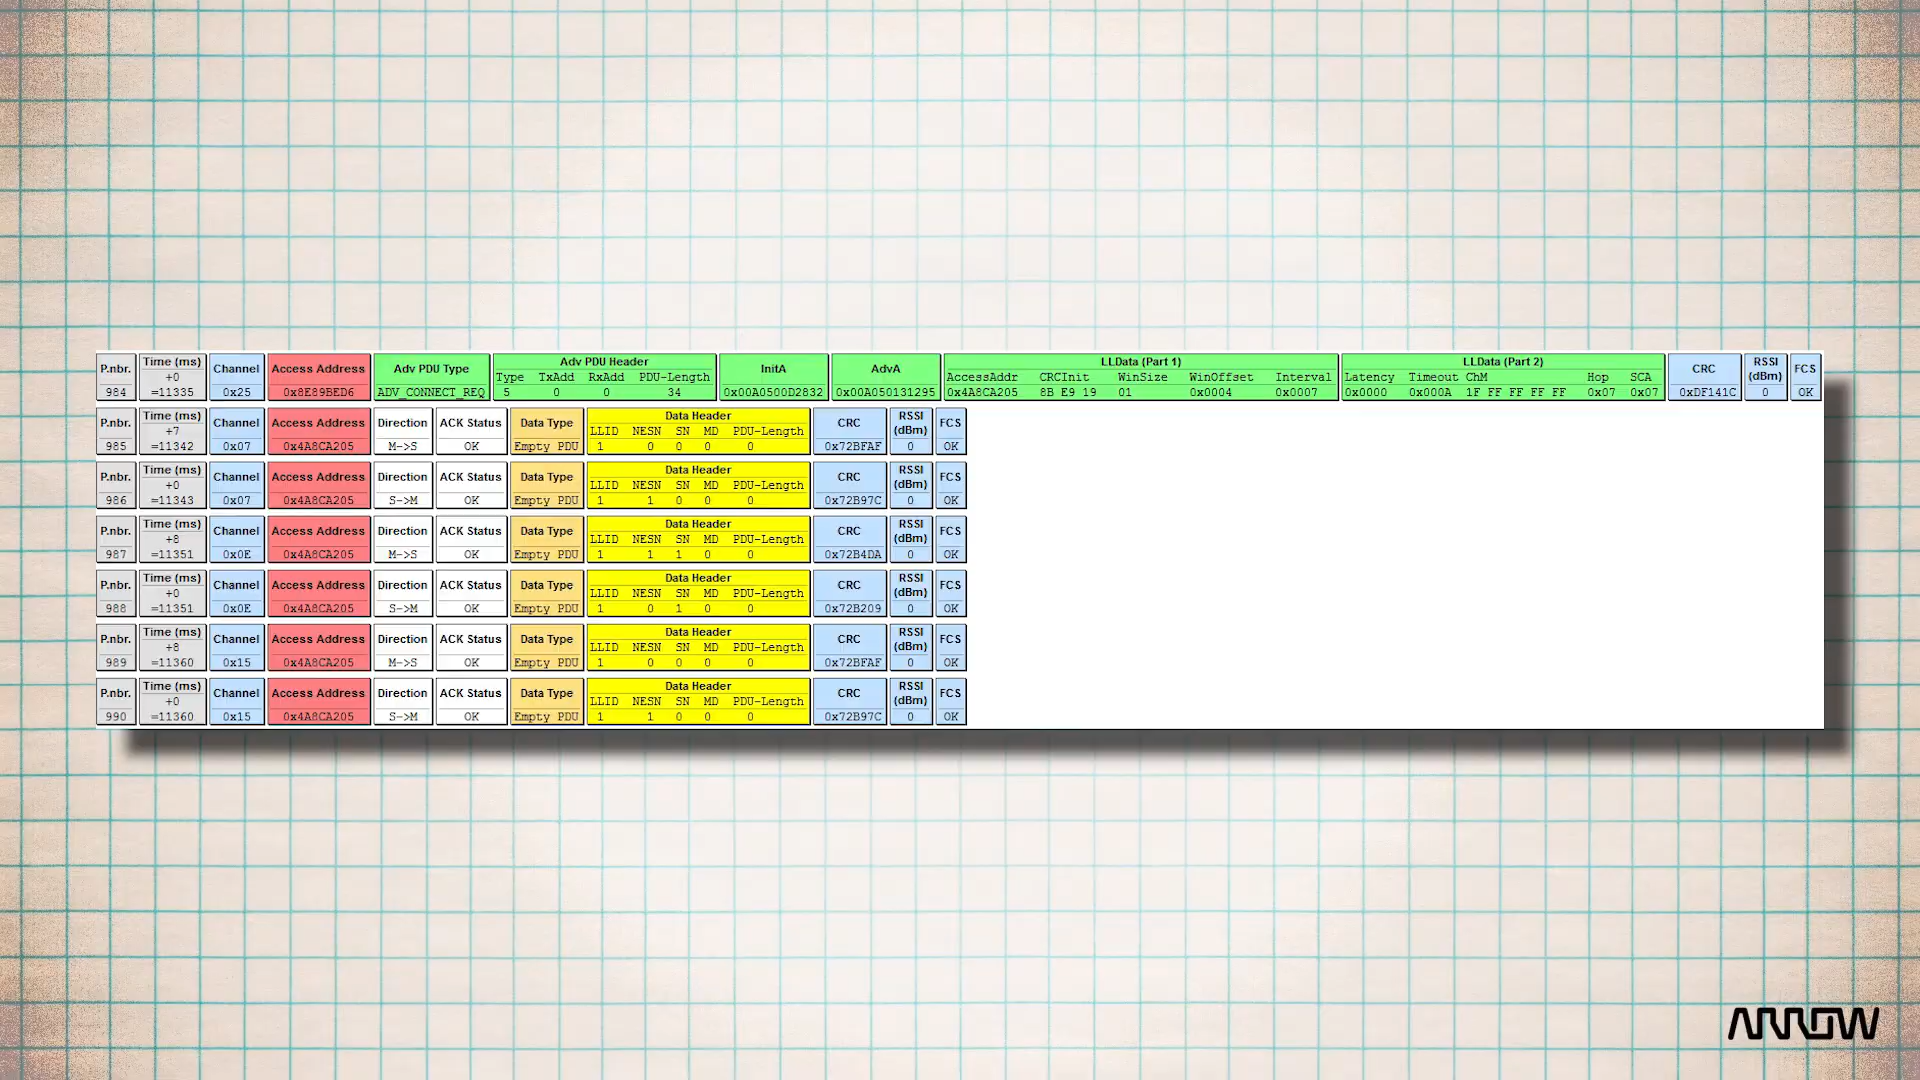 P.nbr. Time (ms) Channel Access Address Adv PDU Type Adv PDU Header InitA AdvA LLData (Part 1) LLData (Part 2) CRC RSSI (dBm) FCS
+0 Type TxAdd RxAdd PDU-Length AccessAddr CRCInit WinSize WinOffset Interval Latency Timeout ChM Hop SCA
984 =11335 0x25 0x8E89BED6 ADV_CONNECT_REQ 5 0 0 34 0x00A0500D2832 0x00A050131295 0x4A8CA205 8B E9 19 01 0x0004 0x0007 0x0000 0x000A 1F FF FF FF FF 0x07 0x07 0xDF141C 0 OK
P.nbr. Time (ms) Channel Access Address Direction ACK Status Data Type Data Header CRC RSSI (dBm) FCS
+7 LLID NESN SN MD PDU-Length
985 =11342 0x07 0x4A8CA205 M->S OK Empty PDU 1 0 0 0 0 0x72BFAF 0 OK
P.nbr. Time (ms) Channel Access Address Direction ACK Status Data Type Data Header CRC RSSI (dBm) FCS
+0 LLID NESN SN MD PDU-Length
986 =11343 0x07 0x4A8CA205 S->M OK Empty PDU 1 1 0 0 0 0x72B97C 0 OK
P.nbr. Time (ms) Channel Access Address Direction ACK Status Data Type Data Header CRC RSSI (dBm) FCS
+8 LLID NESN SN MD PDU-Length
987 =11351 0x0E 0x4A8CA205 M->S OK Empty PDU 1 1 1 0 0 0x72B4DA 0 OK
P.nbr. Time (ms) Channel Access Address Direction ACK Status Data Type Data Header CRC RSSI (dBm) FCS
+0 LLID NESN SN MD PDU-Length
988 =11351 0x0E 0x4A8CA205 S->M OK Empty PDU 1 0 1 0 0 0x72B209 0 OK
P.nbr. Time (ms) Channel Access Address Direction ACK Status Data Type Data Header CRC RSSI (dBm) FCS
+8 LLID NESN SN MD PDU-Length
989 =11360 0x15 0x4A8CA205 M->S OK Empty PDU 1 0 0 0 0 0x72BFAF 0 OK
P.nbr. Time (ms) Channel Access Address Direction ACK Status Data Type Data Header CRC RSSI (dBm) FCS
+0 LLID NESN SN MD PDU-Length
990 =11360 0x15 0x4A8CA205 S->M OK Empty PDU 1 1 0 0 0 0x72B97C 0 OK
ARROW